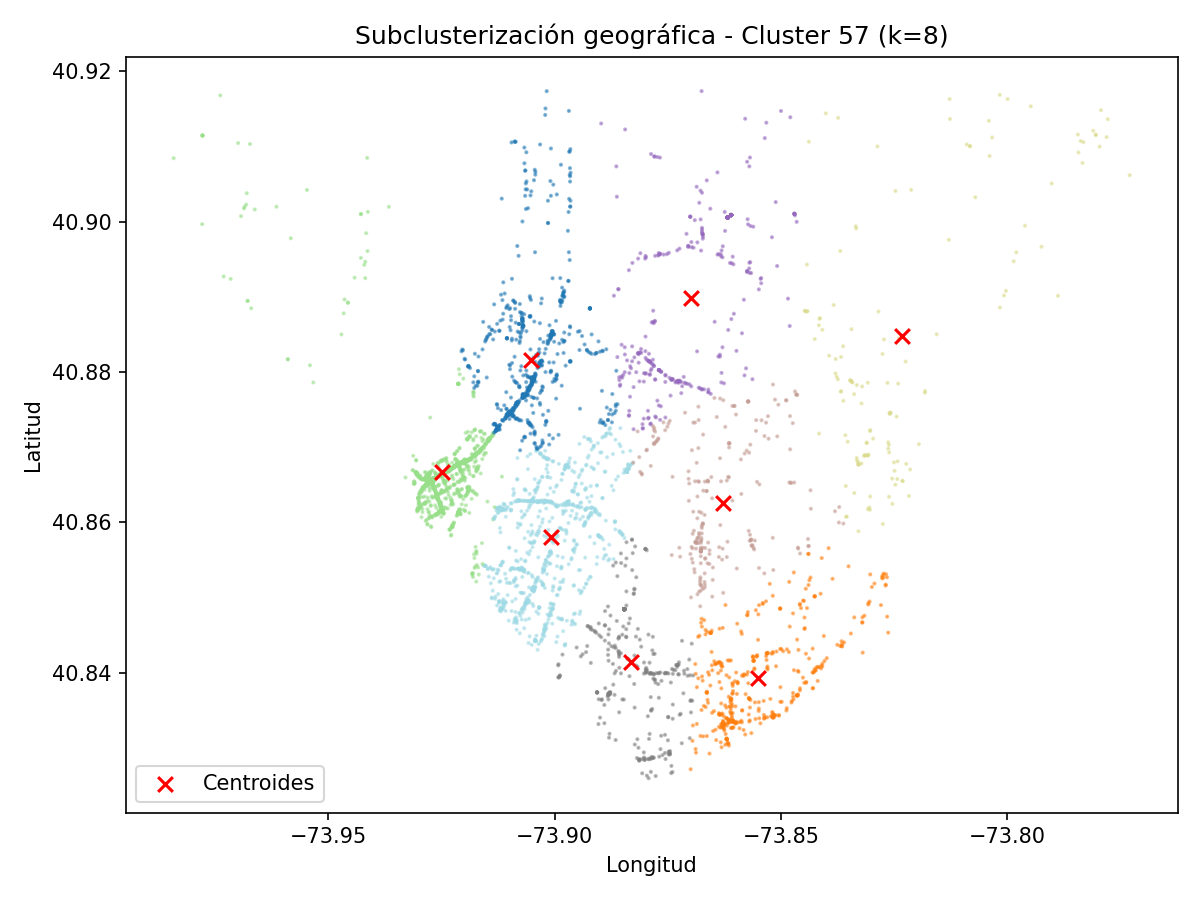 Subclusterización geográfica - Cluster 57 (k=8)
40.92
40.90
40.88
40.86
40.84
Latitud
Centroides
−73.95 −73.90 −73.85 −73.80
Longitud